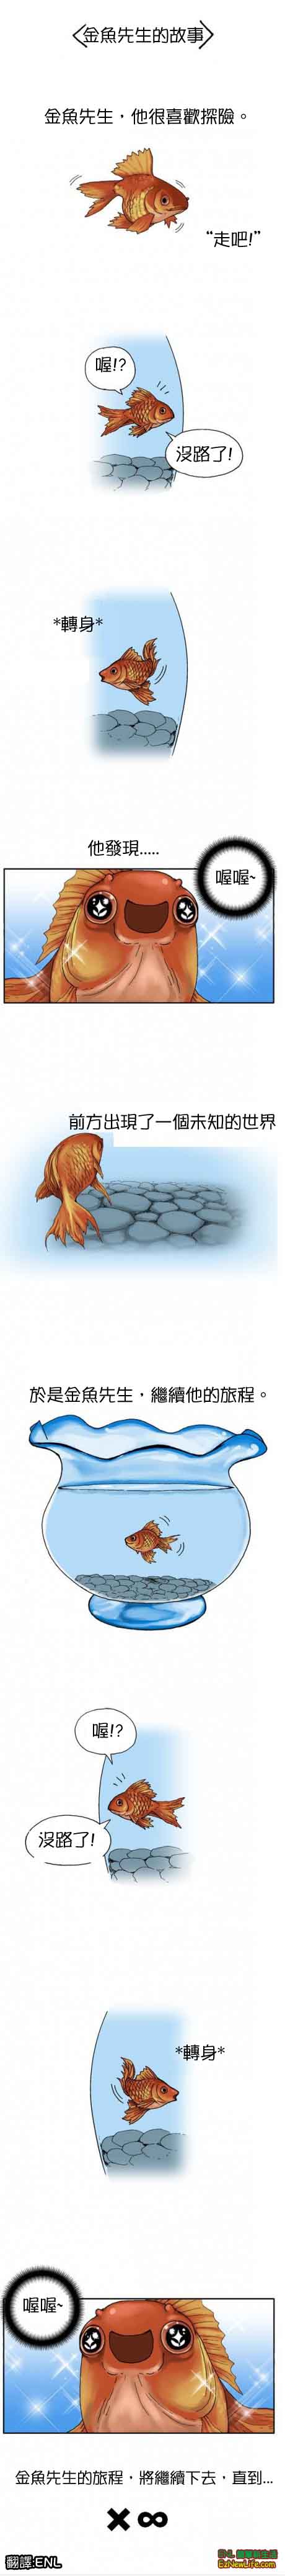 〈金魚先生的故事〉
金魚先生，他很喜歡探險。
“走吧!”
喔!?
沒路了!
*轉身*
他發現.....
喔喔~
前方出現了一個未知的世界
於是金魚先生，繼續他的旅程。
喔!?
沒路了!
*轉身*
喔喔~
金魚先生的旅程，將繼續下去，直到...
×∞
翻譯:ENL
EzNewLife.com